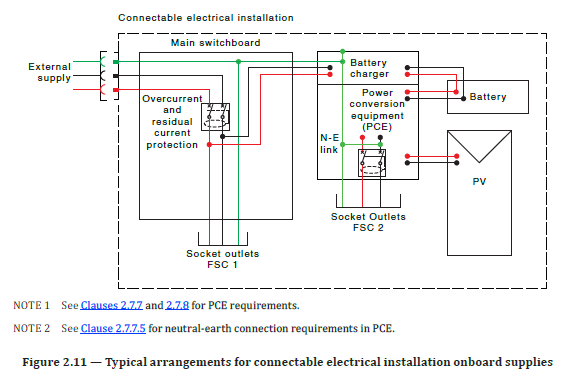 Connectable electrical installation
Main switchboard
External
supply
Overcurrent
and
residual
current
protection
Battery
charger
Power
conversion
equipment
(PCE)
N-E
link
Battery
PV
Socket outlets
FSC 1
Socket Outlets
FSC 2
NOTE 1 See Clauses 2.7.7 and 2.7.8 for PCE requirements.
NOTE 2 See Clause 2.7.7.5 for neutral-earth connection requirements in PCE.
Figure 2.11 — Typical arrangements for connectable electrical installation onboard supplies